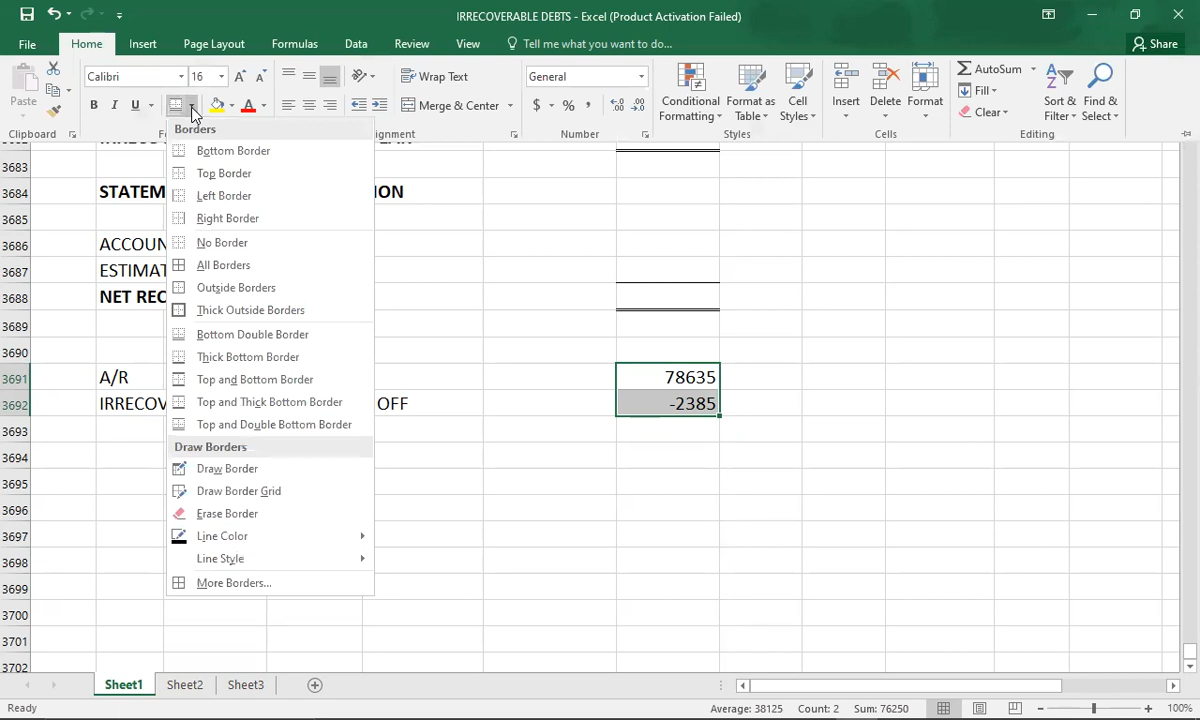 IRRECOVERABLE DEBTS - Excel (Product Activation Failed)
File Home Insert Page Layout Formulas Data Review View Tell me what you want to do... Share
Paste
Clipboard
Calibri 16
B I U
Wrap Text
Merge & Center
General
$ % ,
Number
Conditional Formatting
Format as Table
Cell Styles
Styles
Insert Delete Format
Cells
AutoSum
Fill
Clear
Sort & Filter
Find & Select
Editing
Borders
Bottom Border
Top Border
Left Border
Right Border
No Border
All Borders
Outside Borders
Thick Outside Borders
Bottom Double Border
Thick Bottom Border
Top and Bottom Border
Top and Thick Bottom Border
Top and Double Bottom Border
Draw Borders
Draw Border
Draw Border Grid
Erase Border
Line Color
Line Style
More Borders...
3683
3684 STATEM ION
3685
3686 ACCOUN
3687 ESTIMAT
3688 NET REC
3689
3690
3691 A/R 78635
3692 IRRECOV OFF -2385
3693
3694
3695
3696
3697
3698
3699
3700
3701
3702
Sheet1 Sheet2 Sheet3
Ready Average: 38125 Count: 2 Sum: 76250 100%